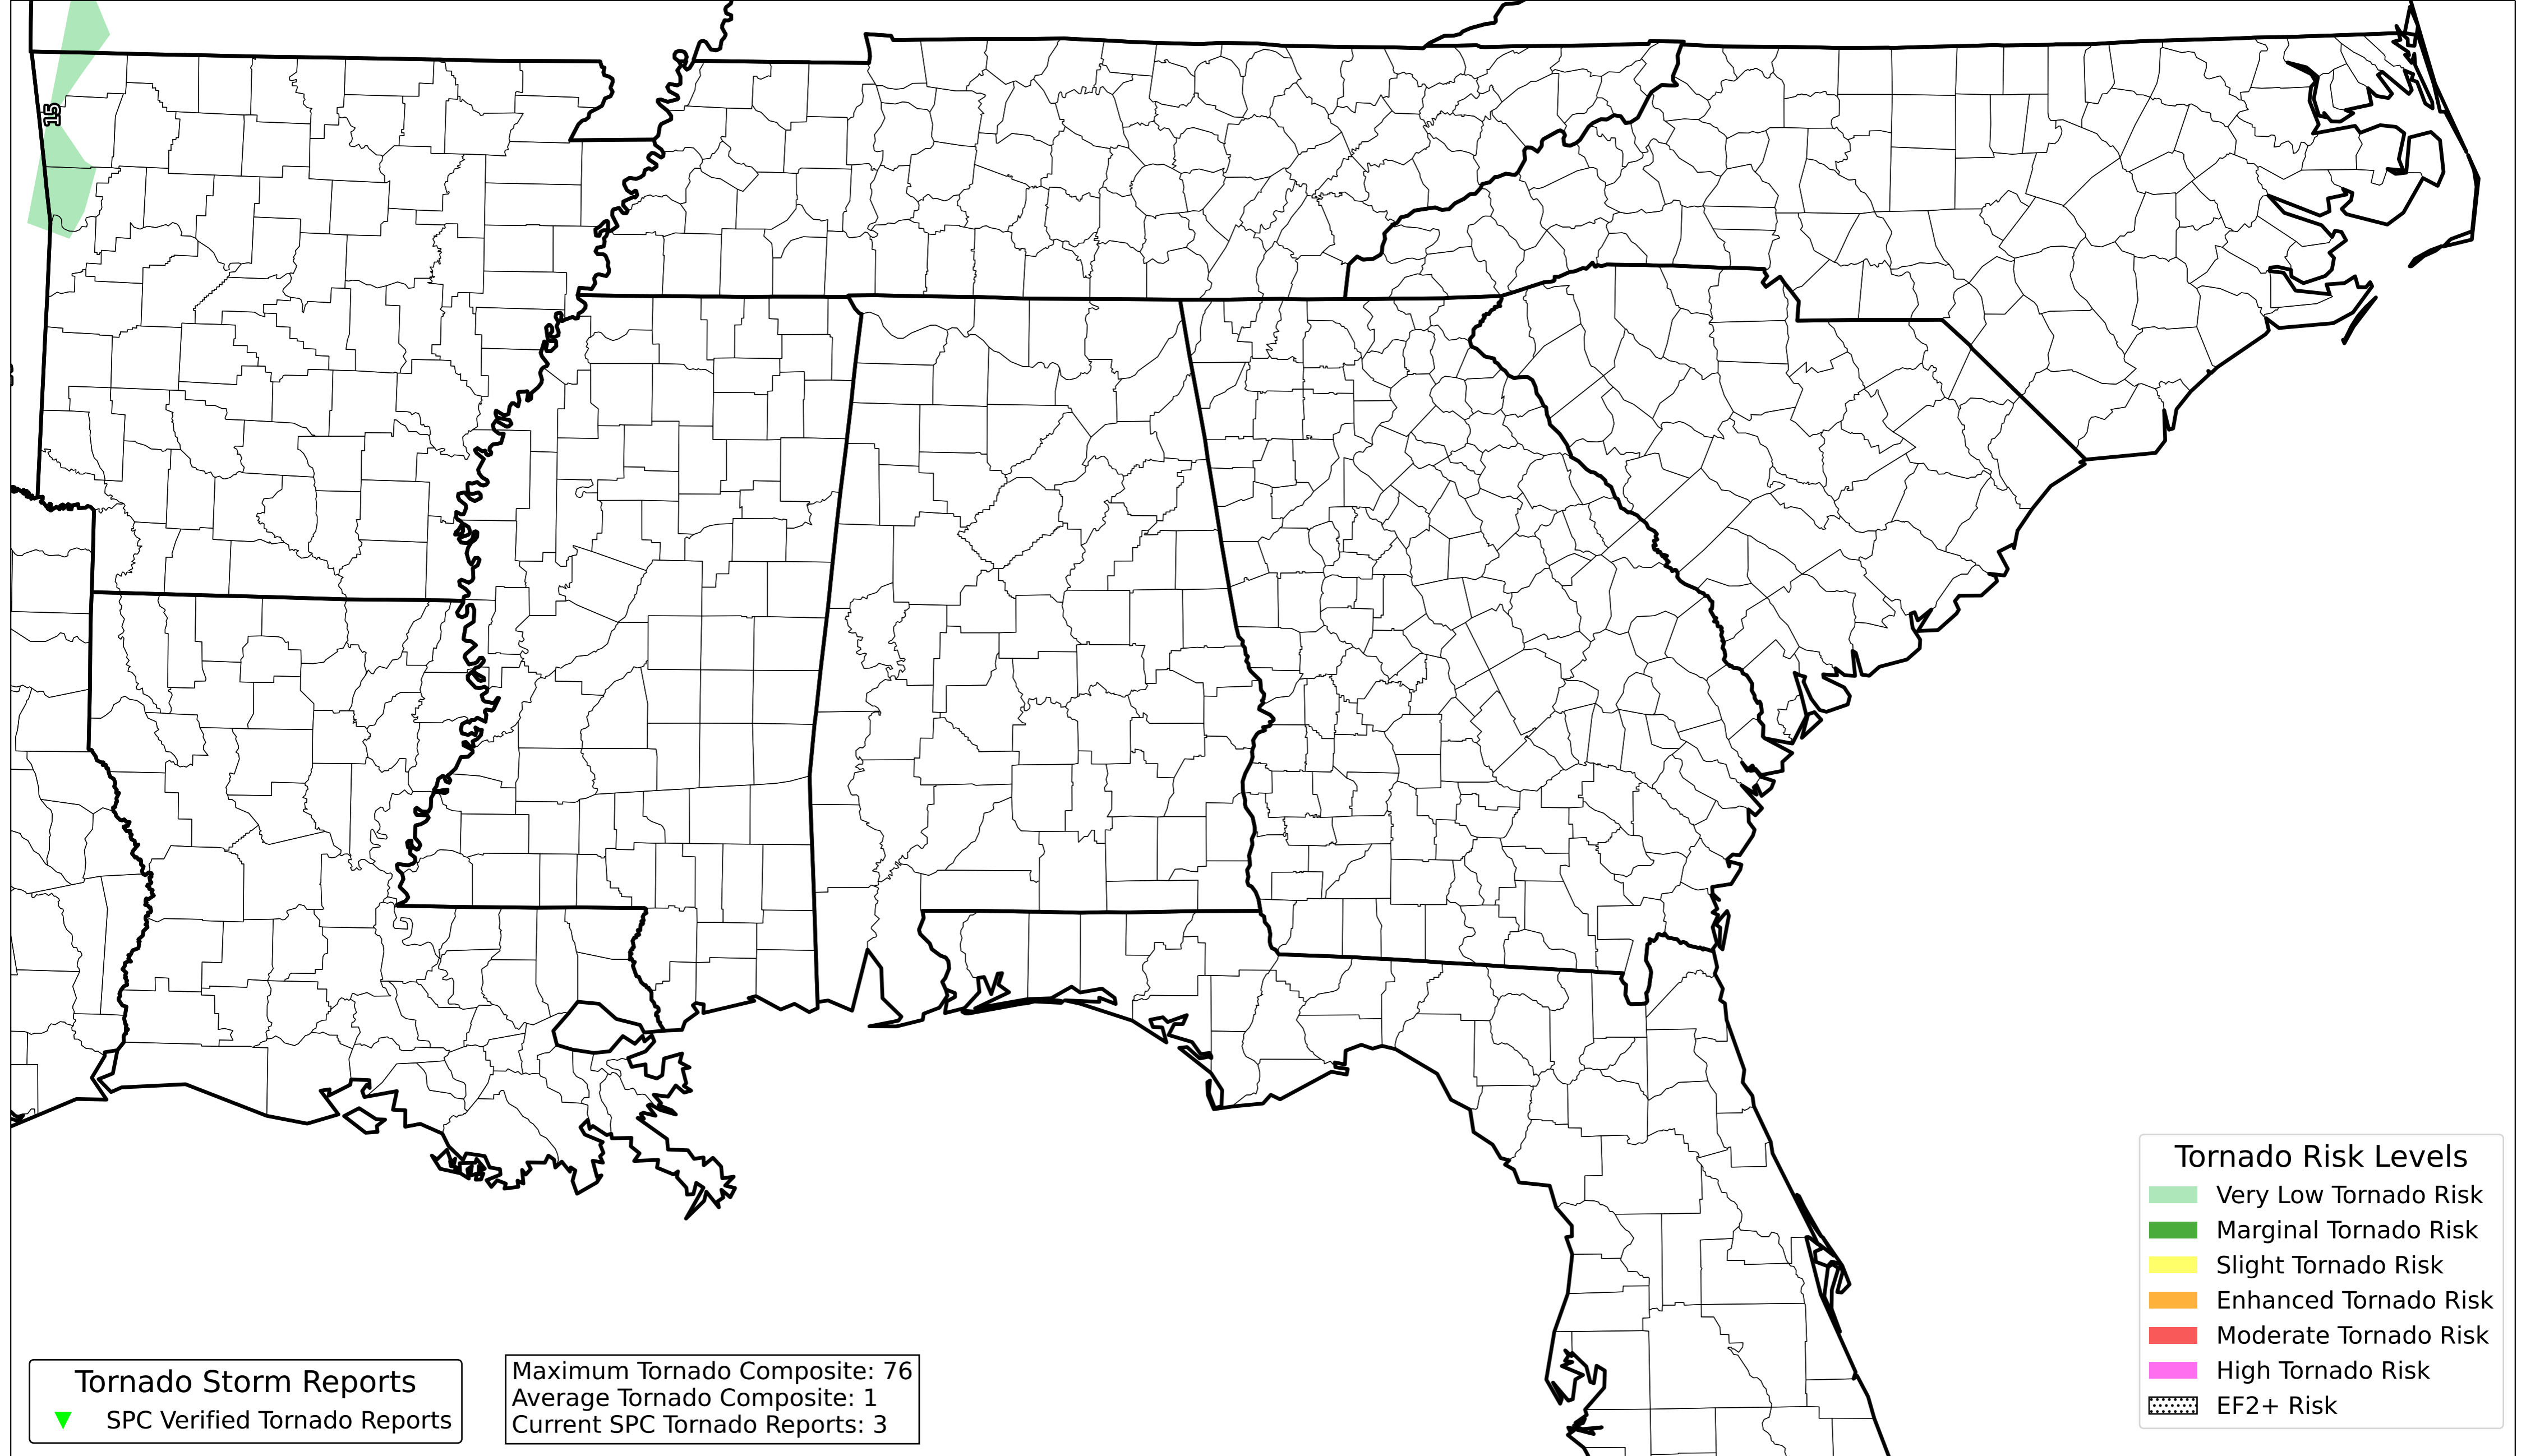 15
Tornado Risk Levels
Very Low Tornado Risk
Marginal Tornado Risk
Slight Tornado Risk
Enhanced Tornado Risk
Moderate Tornado Risk
High Tornado Risk
EF2+ Risk
Tornado Storm Reports
SPC Verified Tornado Reports
Maximum Tornado Composite: 76
Average Tornado Composite: 1
Current SPC Tornado Reports: 3